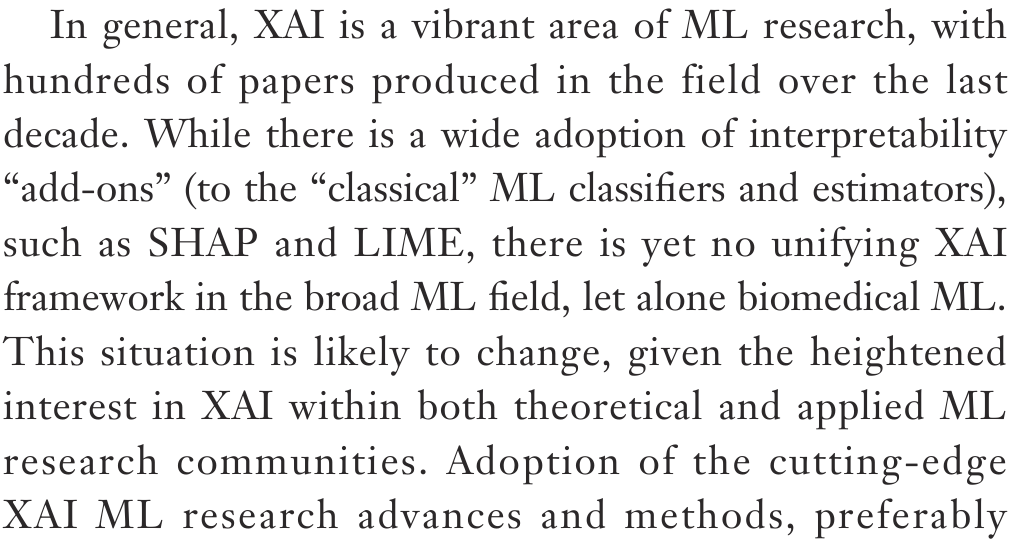 In general, XAI is a vibrant area of ML research, with
hundreds of papers produced in the field over the last
decade. While there is a wide adoption of interpretability
“add-ons” (to the “classical” ML classifiers and estimators),
such as SHAP and LIME, there is yet no unifying XAI
framework in the broad ML field, let alone biomedical ML.
This situation is likely to change, given the heightened
interest in XAI within both theoretical and applied ML
research communities. Adoption of the cutting-edge
XAI ML research advances and methods, preferably